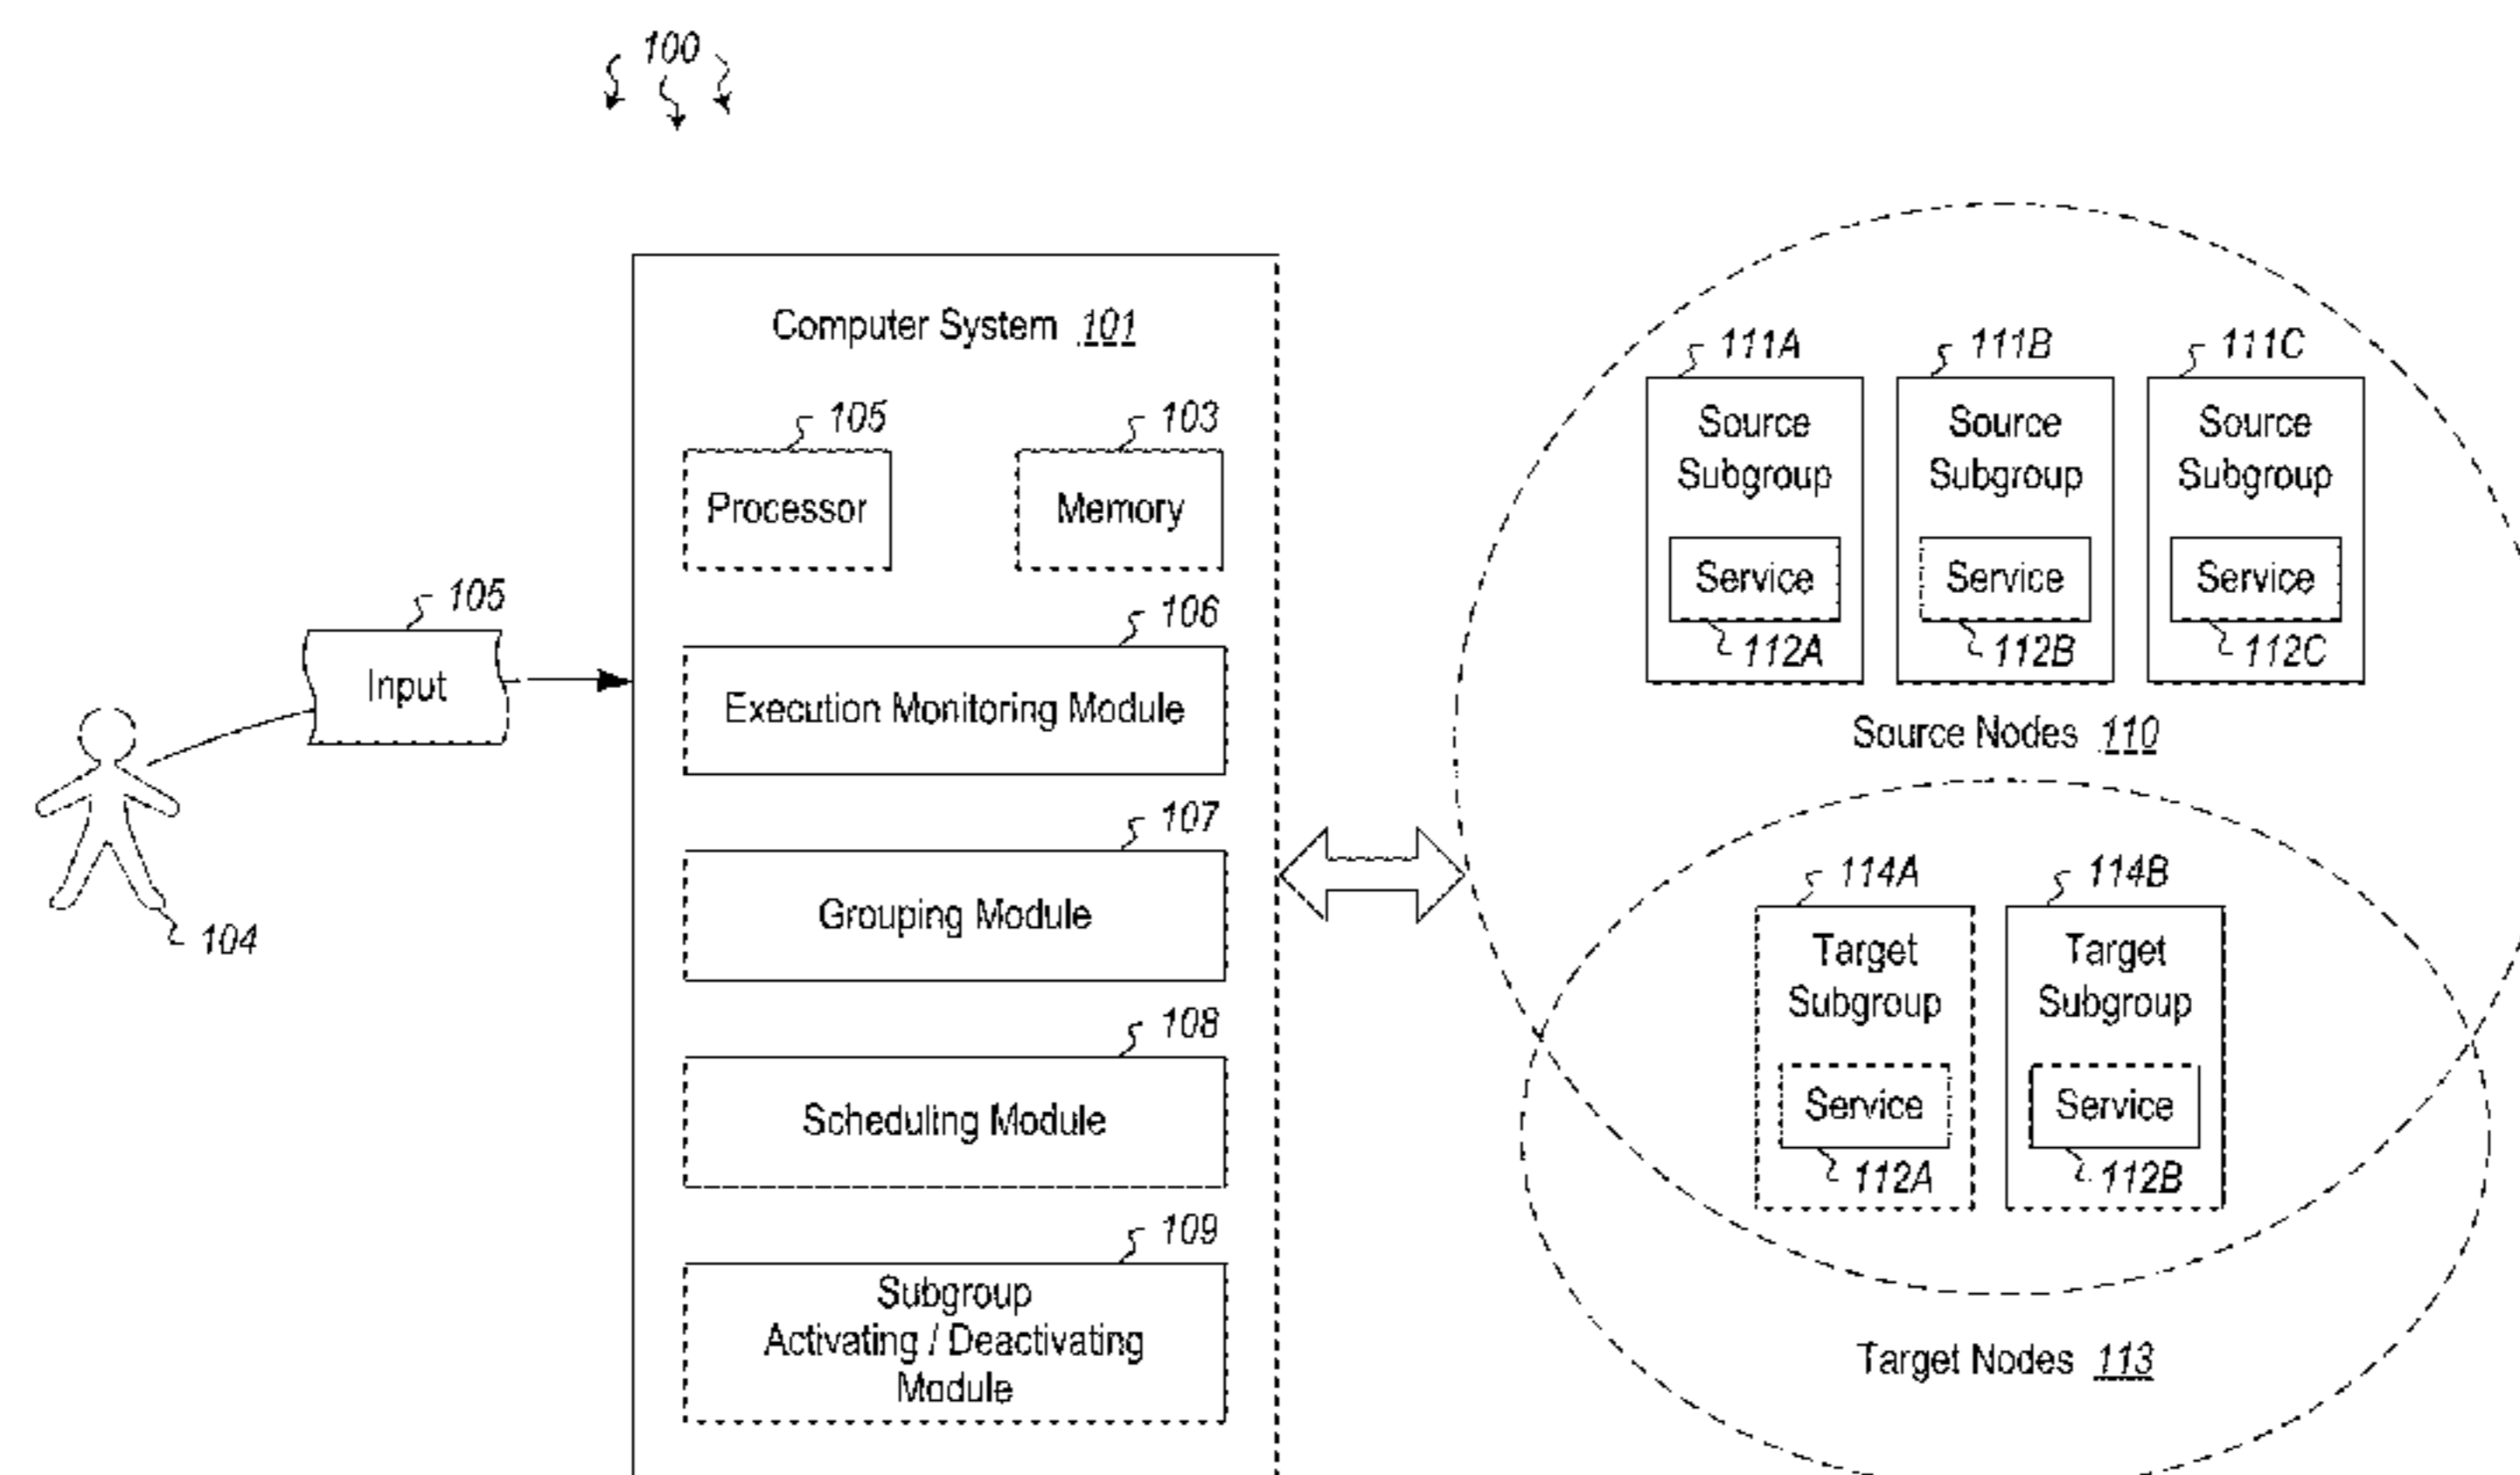 100
Computer System 101
105
Processor
103
Memory
105
Input
104
106
Execution Monitoring Module
107
Grouping Module
108
Scheduling Module
109
Subgroup
Activating / Deactivating
Module
111A
Source
Subgroup
Service
112A
111B
Source
Subgroup
Service
112B
111C
Source
Subgroup
Service
112C
Source Nodes 110
114A
Target
Subgroup
Service
112A
114B
Target
Subgroup
Service
112B
Target Nodes 113